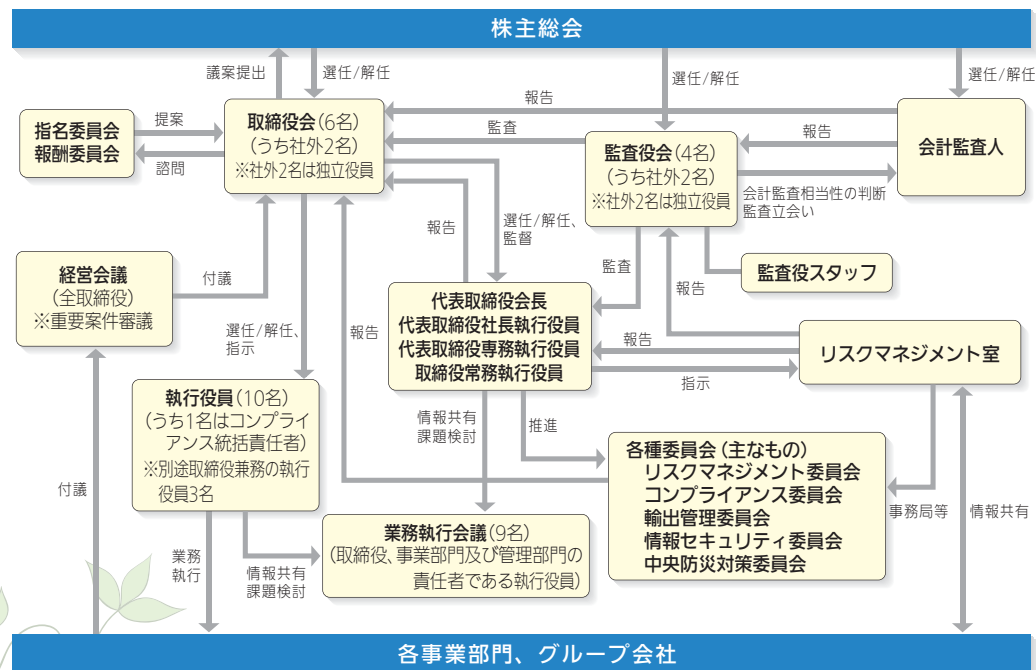 株主総会
議案提出
選任/解任
選任/解任
選任/解任
指名委員会
報酬委員会
提案
諮問
取締役会(6名)
(うち社外2名)
※社外2名は独立役員
報告
監査
監査役会(4名)
(うち社外2名)
※社外2名は独立役員
報告
会計監査人
会計監査相当性の判断
監査立会い
経営会議
(全取締役)
※重要案件審議
付議
報告
選任/解任、
監督
監査
報告
監査役スタッフ
選任/解任、
指示
報告
代表取締役会長
代表取締役社長執行役員
代表取締役専務執行役員
取締役常務執行役員
報告
指示
リスクマネジメント室
執行役員(10名)
(うち1名はコンプライ
アンス統括責任者)
※別途取締役兼務の執行
役員3名
情報共有
課題検討
推進
各種委員会(主なもの)
リスクマネジメント委員会
コンプライアンス委員会
輸出管理委員会
情報セキュリティ委員会
中央防災対策委員会
事務局等
情報共有
付議
業務
執行
情報共有
課題検討
業務執行会議(9名)
(取締役、事業部門及び管理部門の
責任者である執行役員)
各事業部門、グループ会社